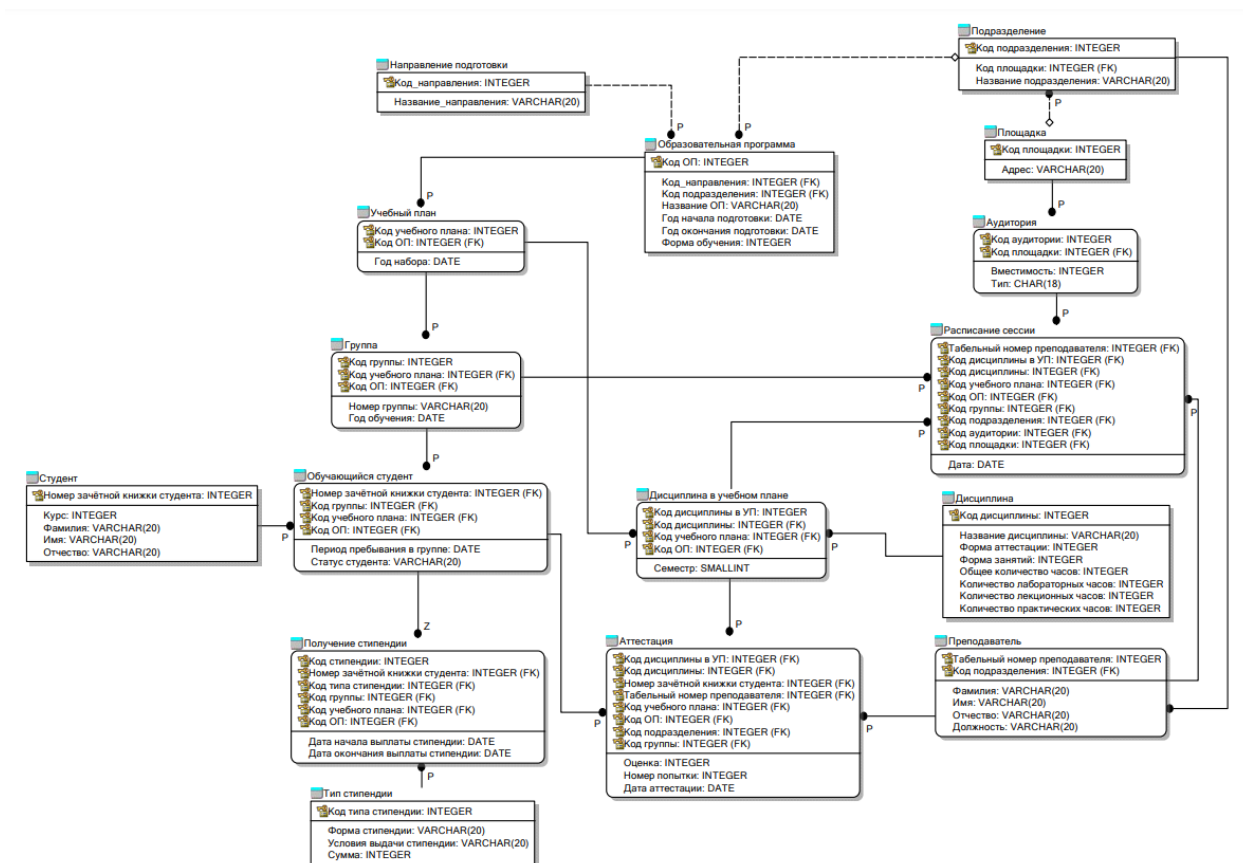 Подразделение
Код подразделения: INTEGER
Код площадки: INTEGER (FK)
Название подразделения: VARCHAR(20)
P
Направление подготовки
Код_направления: INTEGER
Название_направления: VARCHAR(20)
P
P
Площадка
Код площадки: INTEGER
Адрес: VARCHAR(20)
P
Образовательная программа
Код ОП: INTEGER
Код_направления: INTEGER (FK)
Код подразделения: INTEGER (FK)
Название ОП: VARCHAR(20)
Год начала подготовки: DATE
Год окончания подготовки: DATE
Форма обучения: INTEGER
P
Учебный план
Код учебного плана: INTEGER
Код ОП: INTEGER (FK)
Год набора: DATE
P
Аудитория
Код аудитории: INTEGER
Код площадки: INTEGER (FK)
Вместимость: INTEGER
Тип: CHAR(18)
P
Группа
Код группы: INTEGER
Код учебного плана: INTEGER (FK)
Код ОП: INTEGER (FK)
Номер группы: VARCHAR(20)
Год обучения: DATE
P
Расписание сессии
Табельный номер преподавателя: INTEGER (FK)
Код дисциплины в УП: INTEGER (FK)
Код дисциплины: INTEGER (FK)
Код учебного плана: INTEGER (FK)
Код ОП: INTEGER (FK)
Код группы: INTEGER (FK)
Код подразделения: INTEGER (FK)
Код аудитории: INTEGER (FK)
Код площадки: INTEGER (FK)
Дата: DATE
P
P
P
Студент
Номер зачётной книжки студента: INTEGER
Курс: INTEGER
Фамилия: VARCHAR(20)
Имя: VARCHAR(20)
Отчество: VARCHAR(20)
P
Обучающийся студент
Номер зачётной книжки студента: INTEGER (FK)
Код группы: INTEGER (FK)
Код учебного плана: INTEGER (FK)
Код ОП: INTEGER (FK)
Период пребывания в группе: DATE
Статус студента: VARCHAR(20)
Z
Дисциплина в учебном плане
Код дисциплины в УП: INTEGER
Код дисциплины: INTEGER (FK)
Код учебного плана: INTEGER (FK)
Код ОП: INTEGER (FK)
Семестр: SMALLINT
P
P
P
Дисциплина
Код дисциплины: INTEGER
Название дисциплины: VARCHAR(20)
Форма аттестации: INTEGER
Форма занятий: INTEGER
Общее количество часов: INTEGER
Количество лабораторных часов: INTEGER
Количество лекционных часов: INTEGER
Количество практических часов: INTEGER
Получение стипендии
Код стипендии: INTEGER
Номер зачётной книжки студента: INTEGER (FK)
Код типа стипендии: INTEGER (FK)
Код группы: INTEGER (FK)
Код учебного плана: INTEGER (FK)
Код ОП: INTEGER (FK)
Дата начала выплаты стипендии: DATE
Дата окончания выплаты стипендии: DATE
P
Аттестация
Код дисциплины в УП: INTEGER (FK)
Код дисциплины: INTEGER (FK)
Номер зачётной книжки студента: INTEGER (FK)
Табельный номер преподавателя: INTEGER (FK)
Код учебного плана: INTEGER (FK)
Код ОП: INTEGER (FK)
Код подразделения: INTEGER (FK)
Код группы: INTEGER (FK)
Оценка: INTEGER
Номер попытки: INTEGER
Дата аттестации: DATE
P
P
Преподаватель
Табельный номер преподавателя: INTEGER
Код подразделения: INTEGER (FK)
Фамилия: VARCHAR(20)
Имя: VARCHAR(20)
Отчество: VARCHAR(20)
Должность: VARCHAR(20)
P
Тип стипендии
Код типа стипендии: INTEGER
Форма стипендии: VARCHAR(20)
Условия выдачи стипендии: VARCHAR(20)
Сумма: INTEGER